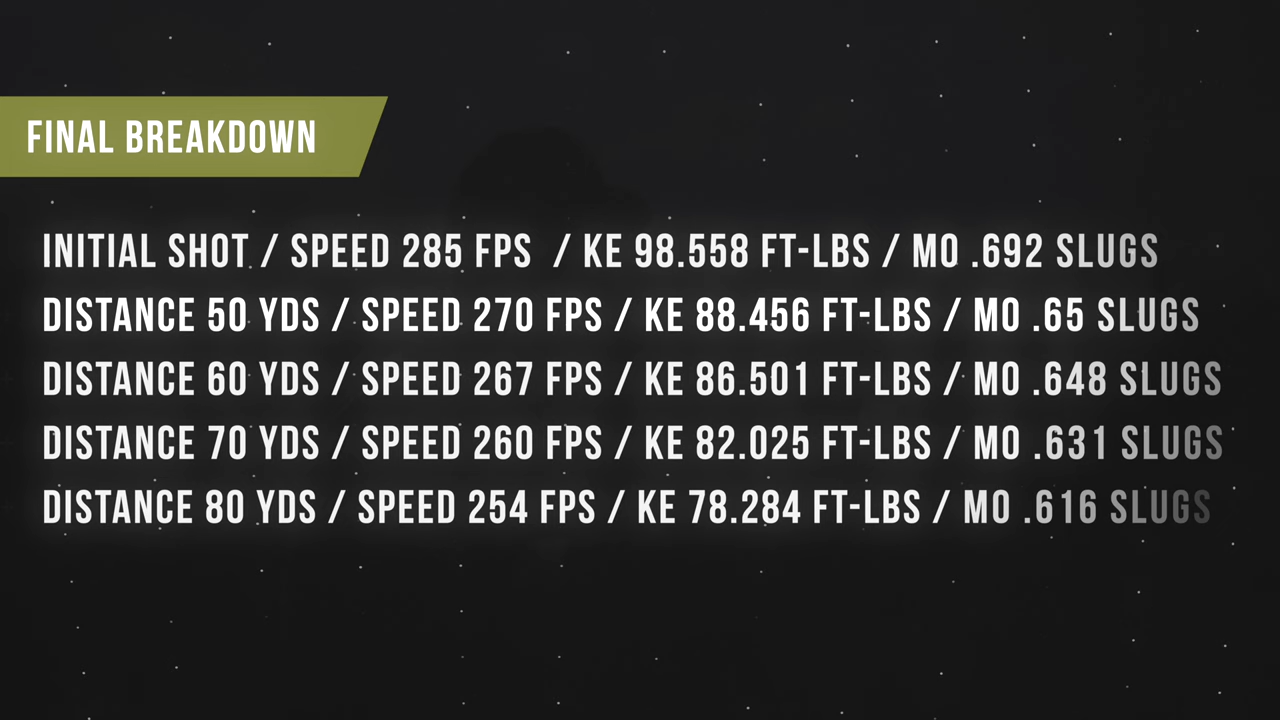 FINAL BREAKDOWN
INITIAL SHOT / SPEED 285 FPS / KE 98.558 FT-LBS / MO .692 SLUGS
DISTANCE 50 YDS / SPEED 270 FPS / KE 88.456 FT-LBS / MO .65 SLUGS
DISTANCE 60 YDS / SPEED 267 FPS / KE 86.501 FT-LBS / MO .648 SLUGS
DISTANCE 70 YDS / SPEED 260 FPS / KE 82.025 FT-LBS / MO .631 SLUGS
DISTANCE 80 YDS / SPEED 254 FPS / KE 78.284 FT-LBS / MO .616 SLUGS